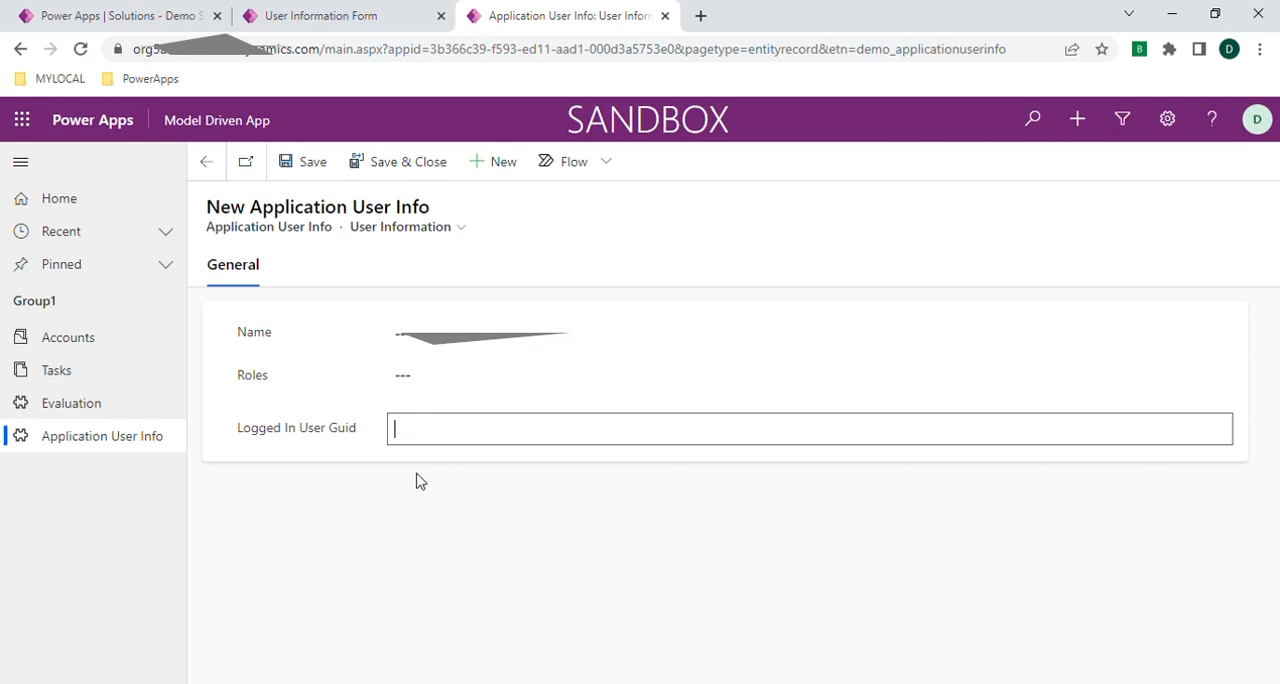 Power Apps | Solutions - Demo S
User Information Form
Application User Info: User Inform
mics.com/main.aspx?appid=3b366c39-f593-ed11-aad1-000d3a5753e0&pagetype=entityrecord&etn=demo_applicationuserinfo
B
D
MYLOCAL
PowerApps
Power Apps
Model Driven App
SANDBOX
?
D
Save
Save & Close
New
Flow
Home
Recent
Pinned
Group1
Accounts
Tasks
Evaluation
Application User Info
New Application User Info
Application User Info · User Information
General
Name
Roles ---
Logged In User Guid